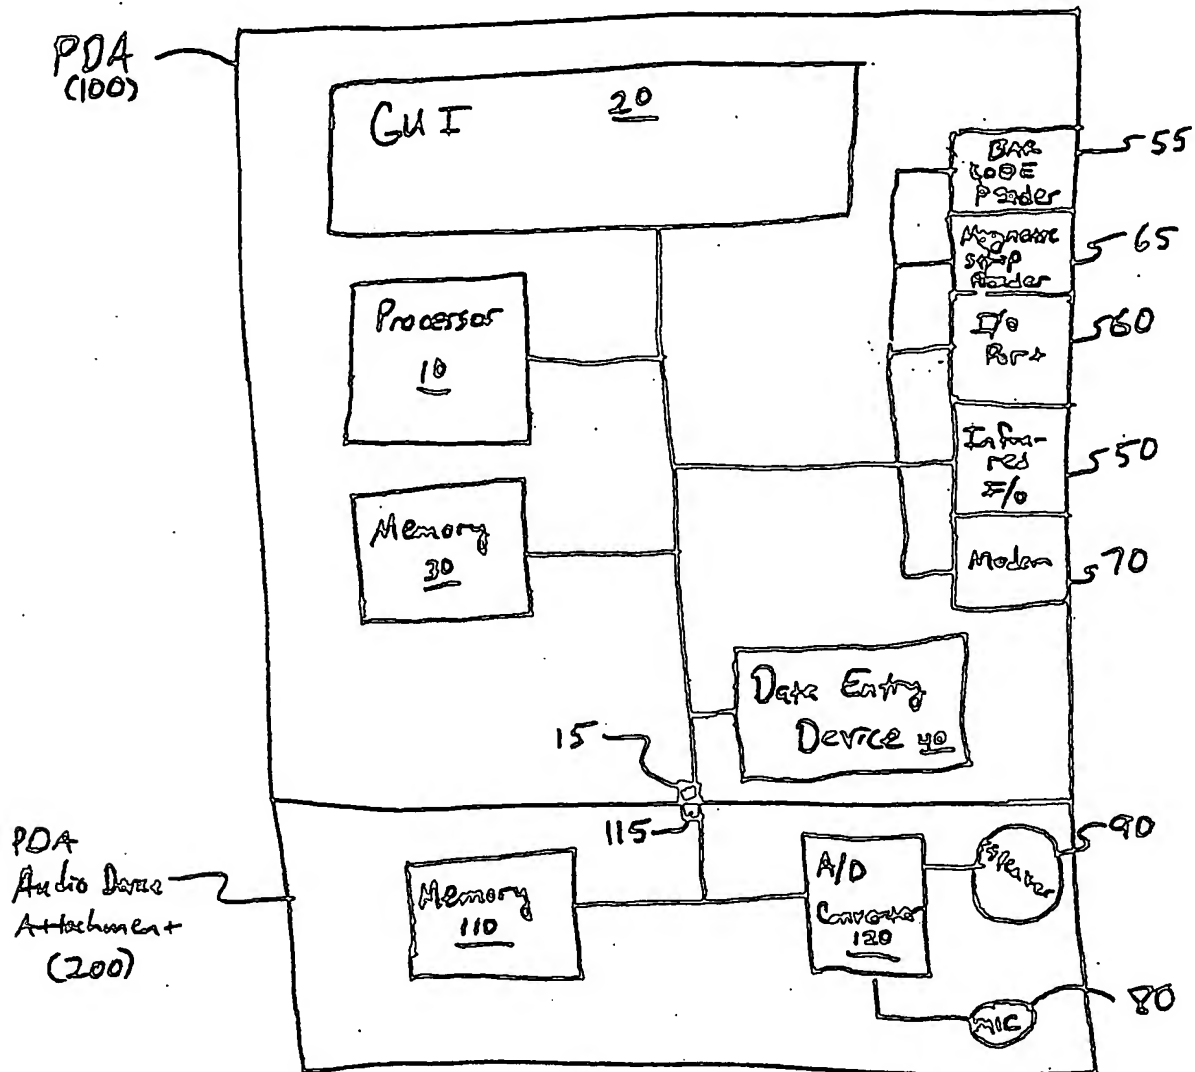 PDA
(100)
GUI 20
BAR
CODE
Reader
55
Magnetic
Strip
Reader
65
Processor
10
I/O
Port
60
Infra-
red
I/O
50
Memory
30
Modem
70
Data Entry
Device 40
15
115
PDA
Audio Device
Attachment
(200)
Memory
110
A/D
Converter
120
Speaker
90
MIC
80